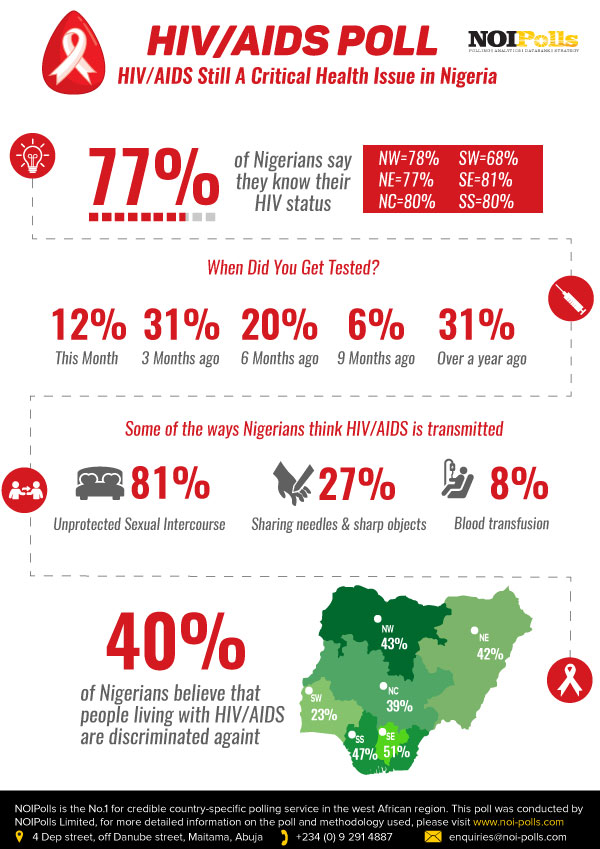 HIV/AIDS POLL
NOIPolls
POLLING | ANALYTICS | DATABANKS | STRATEGY
HIV/AIDS Still A Critical Health Issue in Nigeria
77%
of Nigerians say
they know their
HIV status
NW=78% SW=68%
NE=77% SE=81%
NC=80% SS=80%
When Did You Get Tested?
12% 31% 20% 6% 31%
This Month 3 Months ago 6 Months ago 9 Months ago Over a year ago
Some of the ways Nigerians think HIV/AIDS is transmitted
81% 27% 8%
Unprotected Sexual Intercourse Sharing needles & sharp objects Blood transfusion
40%
of Nigerians believe that
people living with HIV/AIDS
are discriminated againt
NW
43%
NE
42%
NC
39%
SW
23%
SS
47%
SE
51%
NOIPolls is the No.1 for credible country-specific polling service in the west African region. This poll was conducted by
NOIPolls Limited, for more detailed information on the poll and methodology used, please visit www.noi-polls.com
4 Dep street, off Danube street, Maitama, Abuja +234 (0) 9 291 4887 enquiries@noi-polls.com